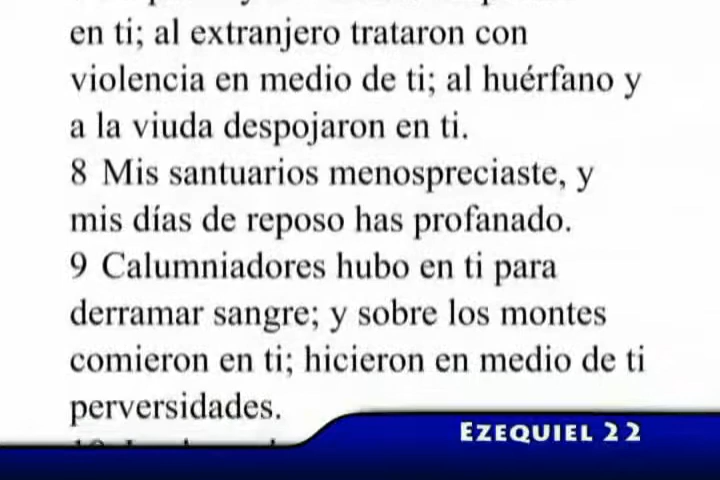 en ti; al extranjero trataron con
violencia en medio de ti; al huérfano y
a la viuda despojaron en ti.
8 Mis santuarios menospreciaste, y
mis días de reposo has profanado.
9 Calumniadores hubo en ti para
derramar sangre; y sobre los montes
comieron en ti; hicieron en medio de ti
perversidades.
EZEQUIEL 22